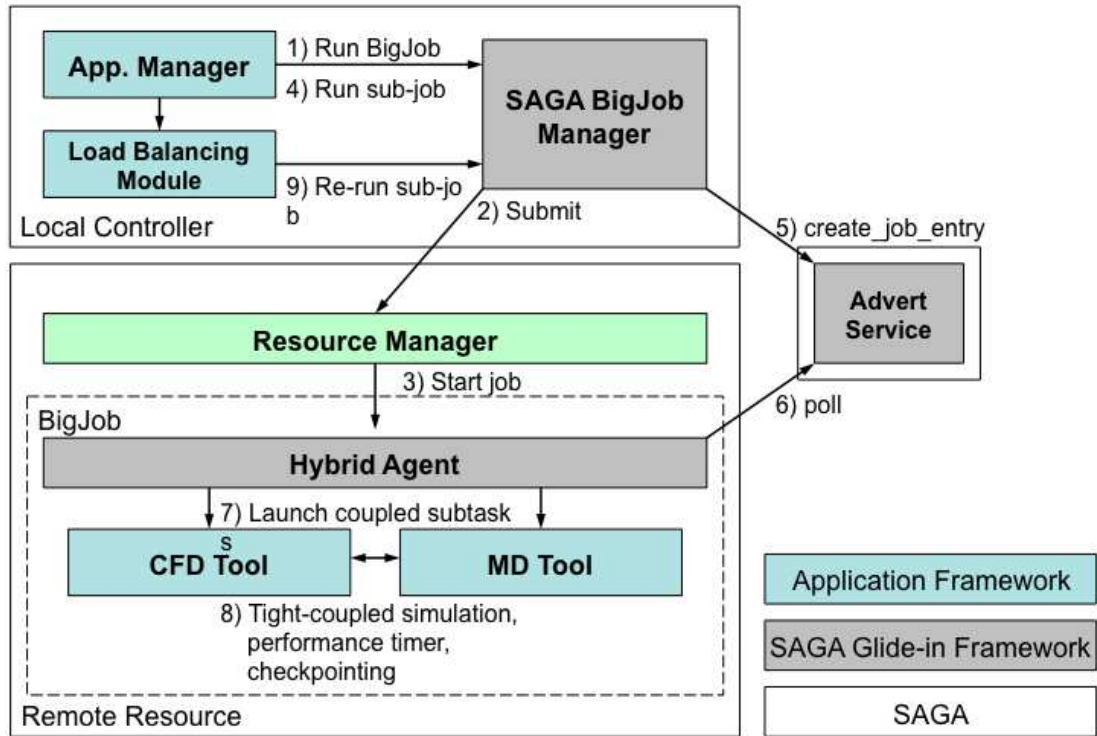 App. Manager
1) Run BigJob
4) Run sub-job
SAGA BigJob
Manager
Load Balancing
Module
9) Re-run sub-jo
b
Local Controller
2) Submit
5) create_job_entry
Advert
Service
Resource Manager
3) Start job
6) poll
BigJob
Hybrid Agent
7) Launch coupled subtask
s
CFD Tool
MD Tool
8) Tight-coupled simulation,
performance timer,
checkpointing
Remote Resource
Application Framework
SAGA Glide-in Framework
SAGA